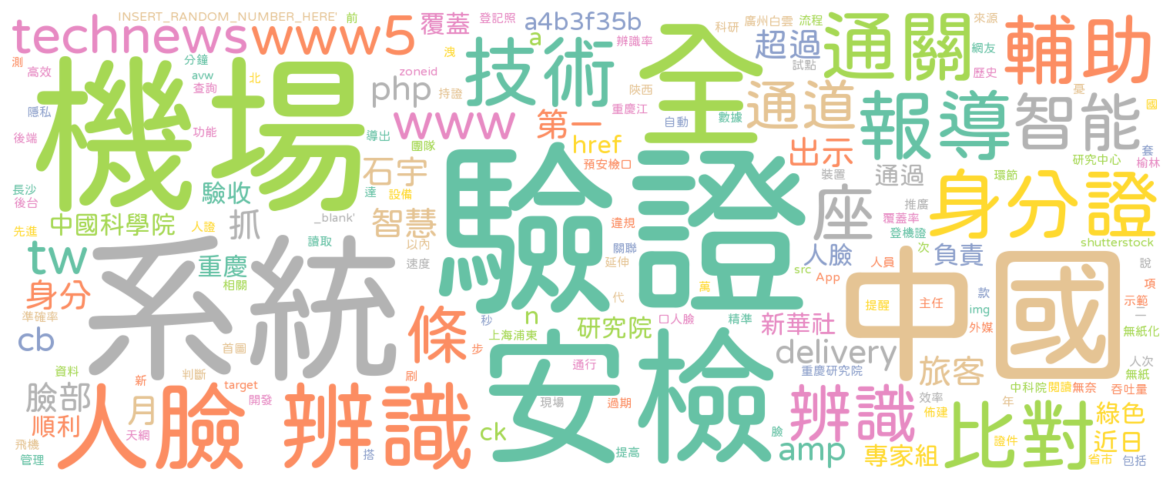 INSERT_RANDOM_NUMBER_HERE'
前
登記照
a4b3f35b
科研
廣州白雲
流程
來源
technews
www5
覆蓋
a
辨識率
超過
網友
通關
輔助
測
高效
分鐘
avw
查詢
北
zoneid
洩
技術
全
試點
歷史
隱私
php
持證
陝西
重慶江
通道
報導
智能
憂
國
後端
功能
導出
www
第一
自動
數據
機場
團隊
href
預安檢口
出示
研究中心
套
榆林
石宇
達
設備
驗證
裝置
通過
環節
身分證
長沙
後台
驗收
座
推廣
中國科學院
先進
人證
抓
_blank'
智慧
違規
覆蓋率
登機證
tw
讀取
以內
關聯
人臉
次
負責
shutterstock
系統
重慶
速度
延伸
src
App
人員
中國
說
身分
相關
代
萬
提醒
主任
款
項
示範
準確率
n
口人臉
精準
img
一
cb
條
秒
上海浦東
研究院
新華社
外媒
無紙化
首圖
步
安檢
通行
delivery
旅客
人次
資料
新
判斷
target
刷
重慶研究院
中科院
閱讀
無奈
無紙
吞吐量
臉部
月
開發
現場
過期
辨識
效率
年
佈建
綠色
順利
天網
人臉 辨識
ck
臉
比對
證件
近日
飛機
管理
搭
提高
amp
專家組
省市
包括